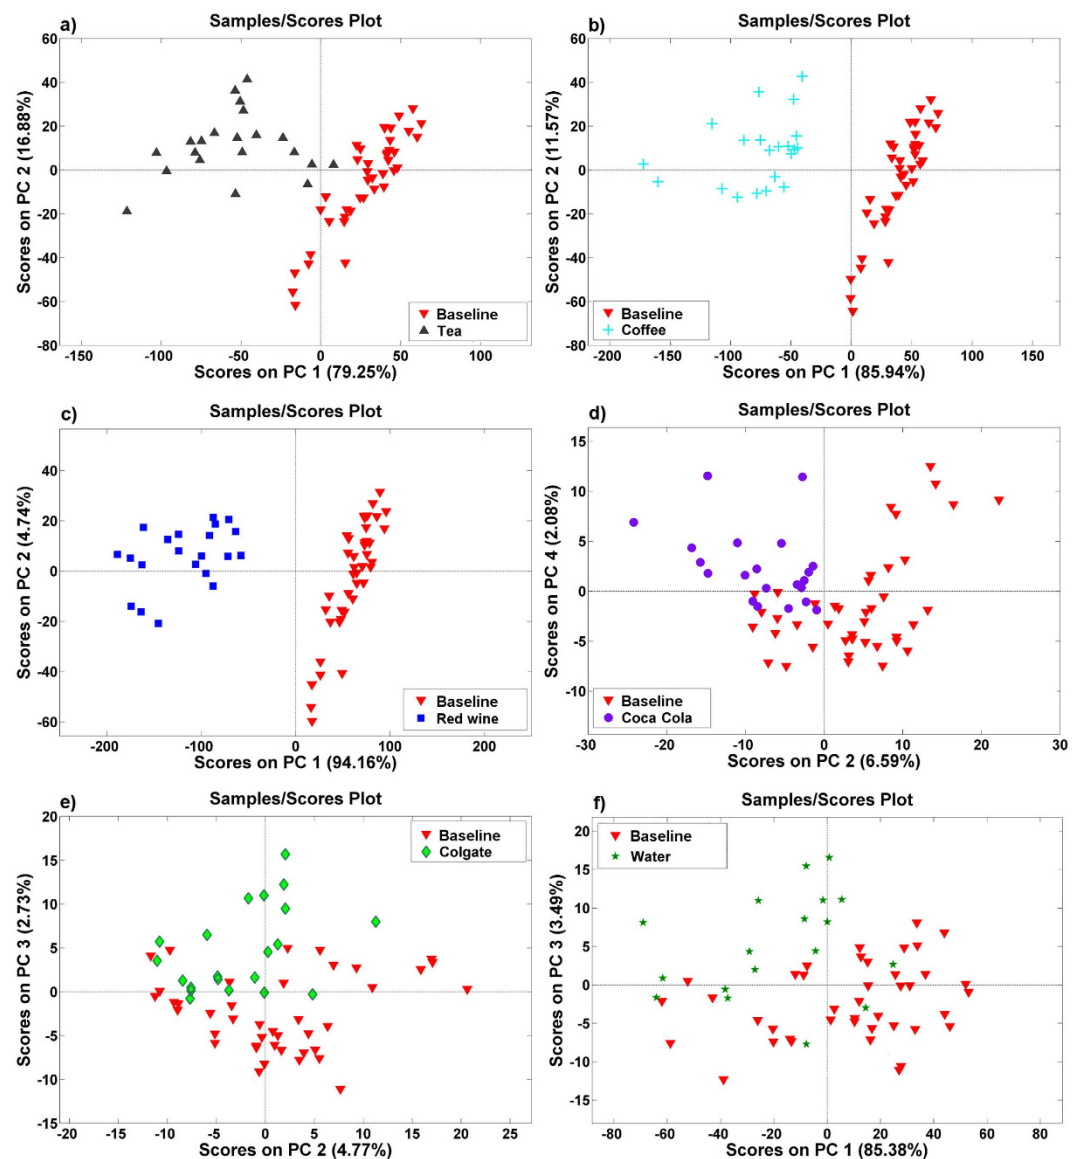 a) Samples/Scores Plot
60
40
20
0
-20
-40
-60
-80
Scores on PC 2 (16.88%)
Baseline
Tea
-150 -100 -50 0 50 100
Scores on PC 1 (79.25%)
b) Samples/Scores Plot
60
40
20
0
-20
-40
-60
-80
Scores on PC 2 (11.57%)
Baseline
Coffee
-200 -150 -100 -50 0 50 100 150
Scores on PC 1 (85.94%)
c) Samples/Scores Plot
40
20
0
-20
-40
-60
Scores on PC 2 (4.74%)
Baseline
Red wine
-200 -100 0 100 200
Scores on PC 1 (94.16%)
d) Samples/Scores Plot
15
10
5
0
-5
-10
Scores on PC 4 (2.08%)
Baseline
Coca Cola
-30 -20 -10 0 10 20 30
Scores on PC 2 (6.59%)
e) Samples/Scores Plot
20
15
10
5
0
-5
-10
-15
Scores on PC 3 (2.73%)
Baseline
Colgate
-20 -15 -10 -5 0 5 10 15 20 25
Scores on PC 2 (4.77%)
f) Samples/Scores Plot
20
15
10
5
0
-5
-10
-15
Scores on PC 3 (3.49%)
Baseline
Water
-80 -60 -40 -20 0 20 40 60 80
Scores on PC 1 (85.38%)